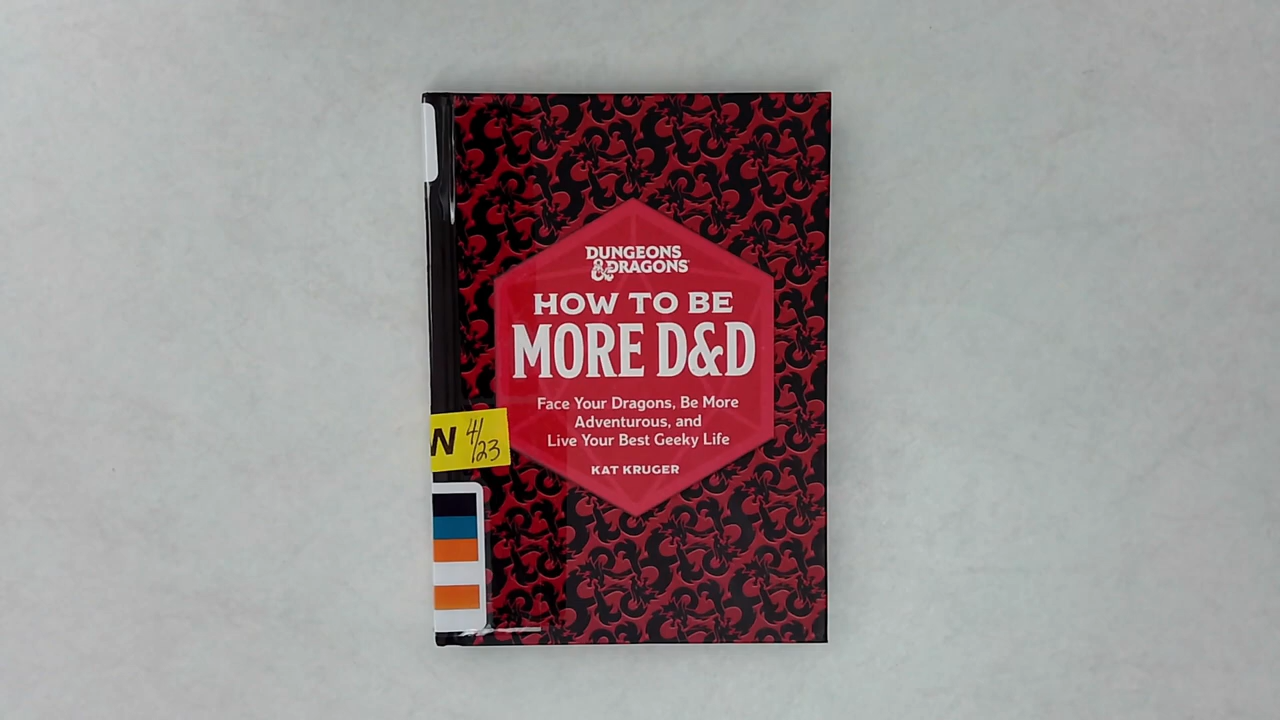 DUNGEONS
& DRAGONS
HOW TO BE
MORE D&D
Face Your Dragons, Be More
Adventurous, and
Live Your Best Geeky Life
KAT KRUGER
N 4/23